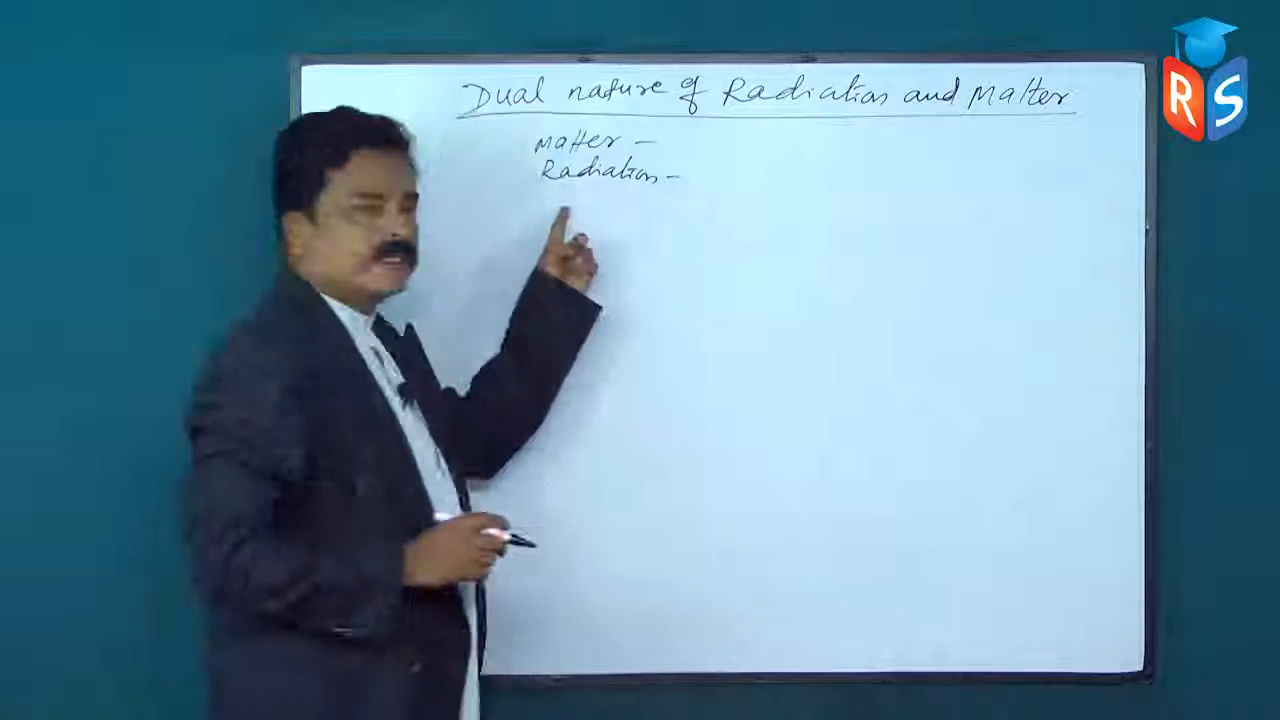 Dual nature of Radiation and Matter
Matter -
Radiation -
RS